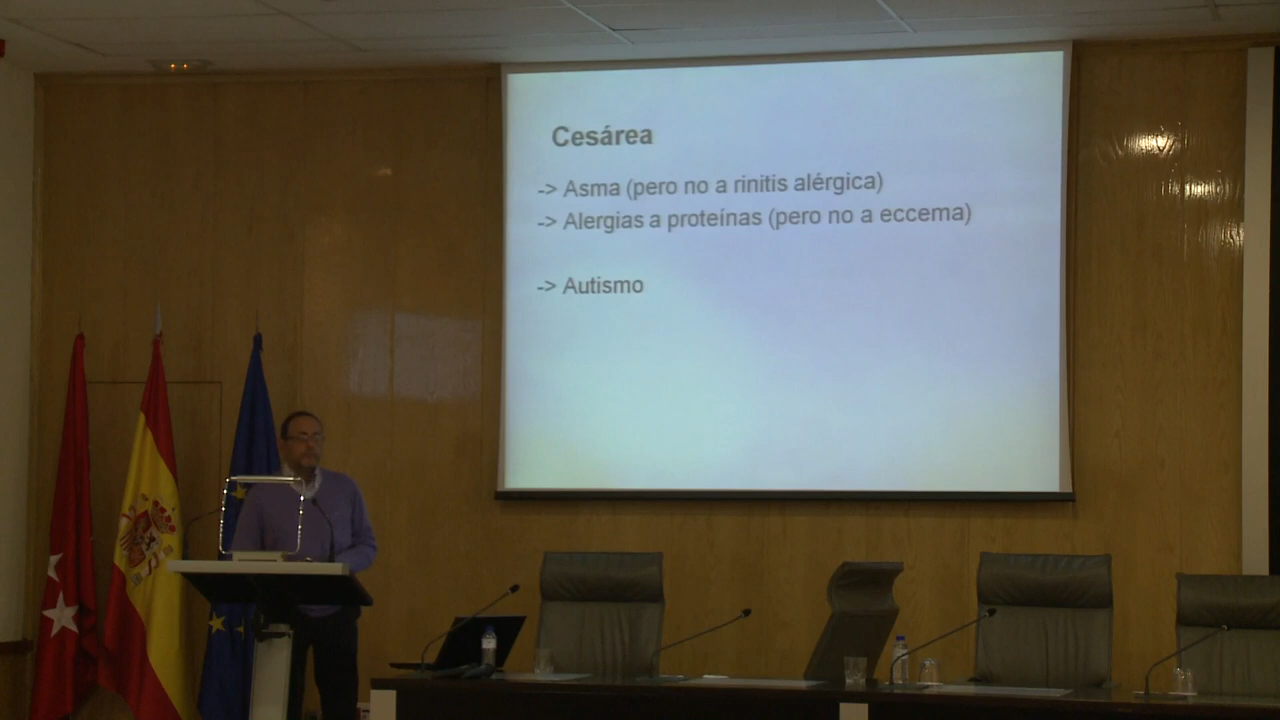 Cesárea
-> Asma (pero no a rinitis alérgica)
-> Alergias a proteínas (pero no a eccema)
-> Autismo